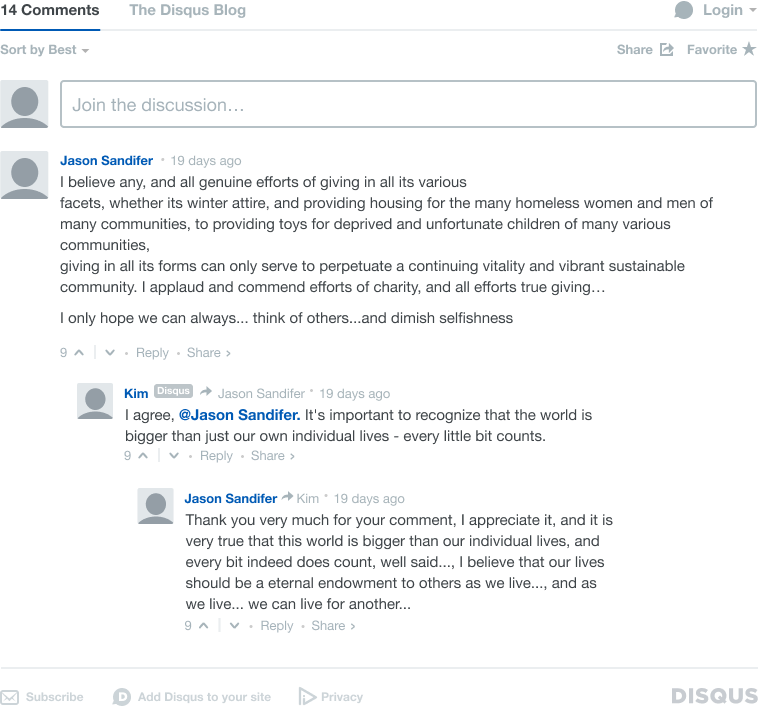 14 Comments The Disqus Blog Login
Sort by Best Share Favorite
Join the discussion…
Jason Sandifer • 19 days ago
I believe any, and all genuine efforts of giving in all its various
facets, whether its winter attire, and providing housing for the many homeless women and men of
many communities, to providing toys for deprived and unfortunate children of many various
communities,
giving in all its forms can only serve to perpetuate a continuing vitality and vibrant sustainable
community. I applaud and commend efforts of charity, and all efforts true giving…
I only hope we can always... think of others...and dimish selfishness
9 • Reply • Share ›
Kim Disqus Jason Sandifer • 19 days ago
I agree, @Jason Sandifer. It's important to recognize that the world is
bigger than just our own individual lives - every little bit counts.
9 • Reply • Share ›
Jason Sandifer Kim • 19 days ago
Thank you very much for your comment, I appreciate it, and it is
very true that this world is bigger than our individual lives, and
every bit indeed does count, well said..., I believe that our lives
should be a eternal endowment to others as we live..., and as
we live... we can live for another...
9 • Reply • Share ›
Subscribe D Add Disqus to your site Privacy DISQUS